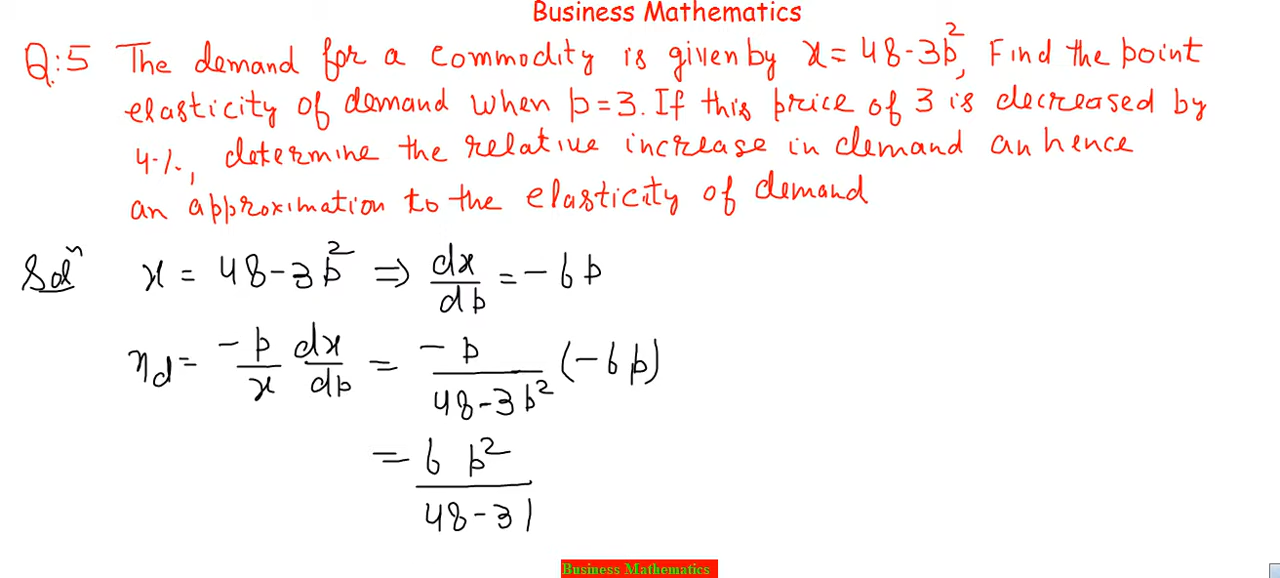 Business Mathematics
Q:5 The demand for a commodity is given by x = 48-3p², Find the point
elasticity of demand when p=3. If this price of 3 is decreased by
4%, determine the relative increase in demand an hence
an approximation to the elasticity of demand
Solⁿ x = 48-3p² ⇒ dx/dp = -6p
ηd = -p/x dx/dp = -p/(48-3p²) (-6p)
= 6p²/(48-3
Business Mathematics